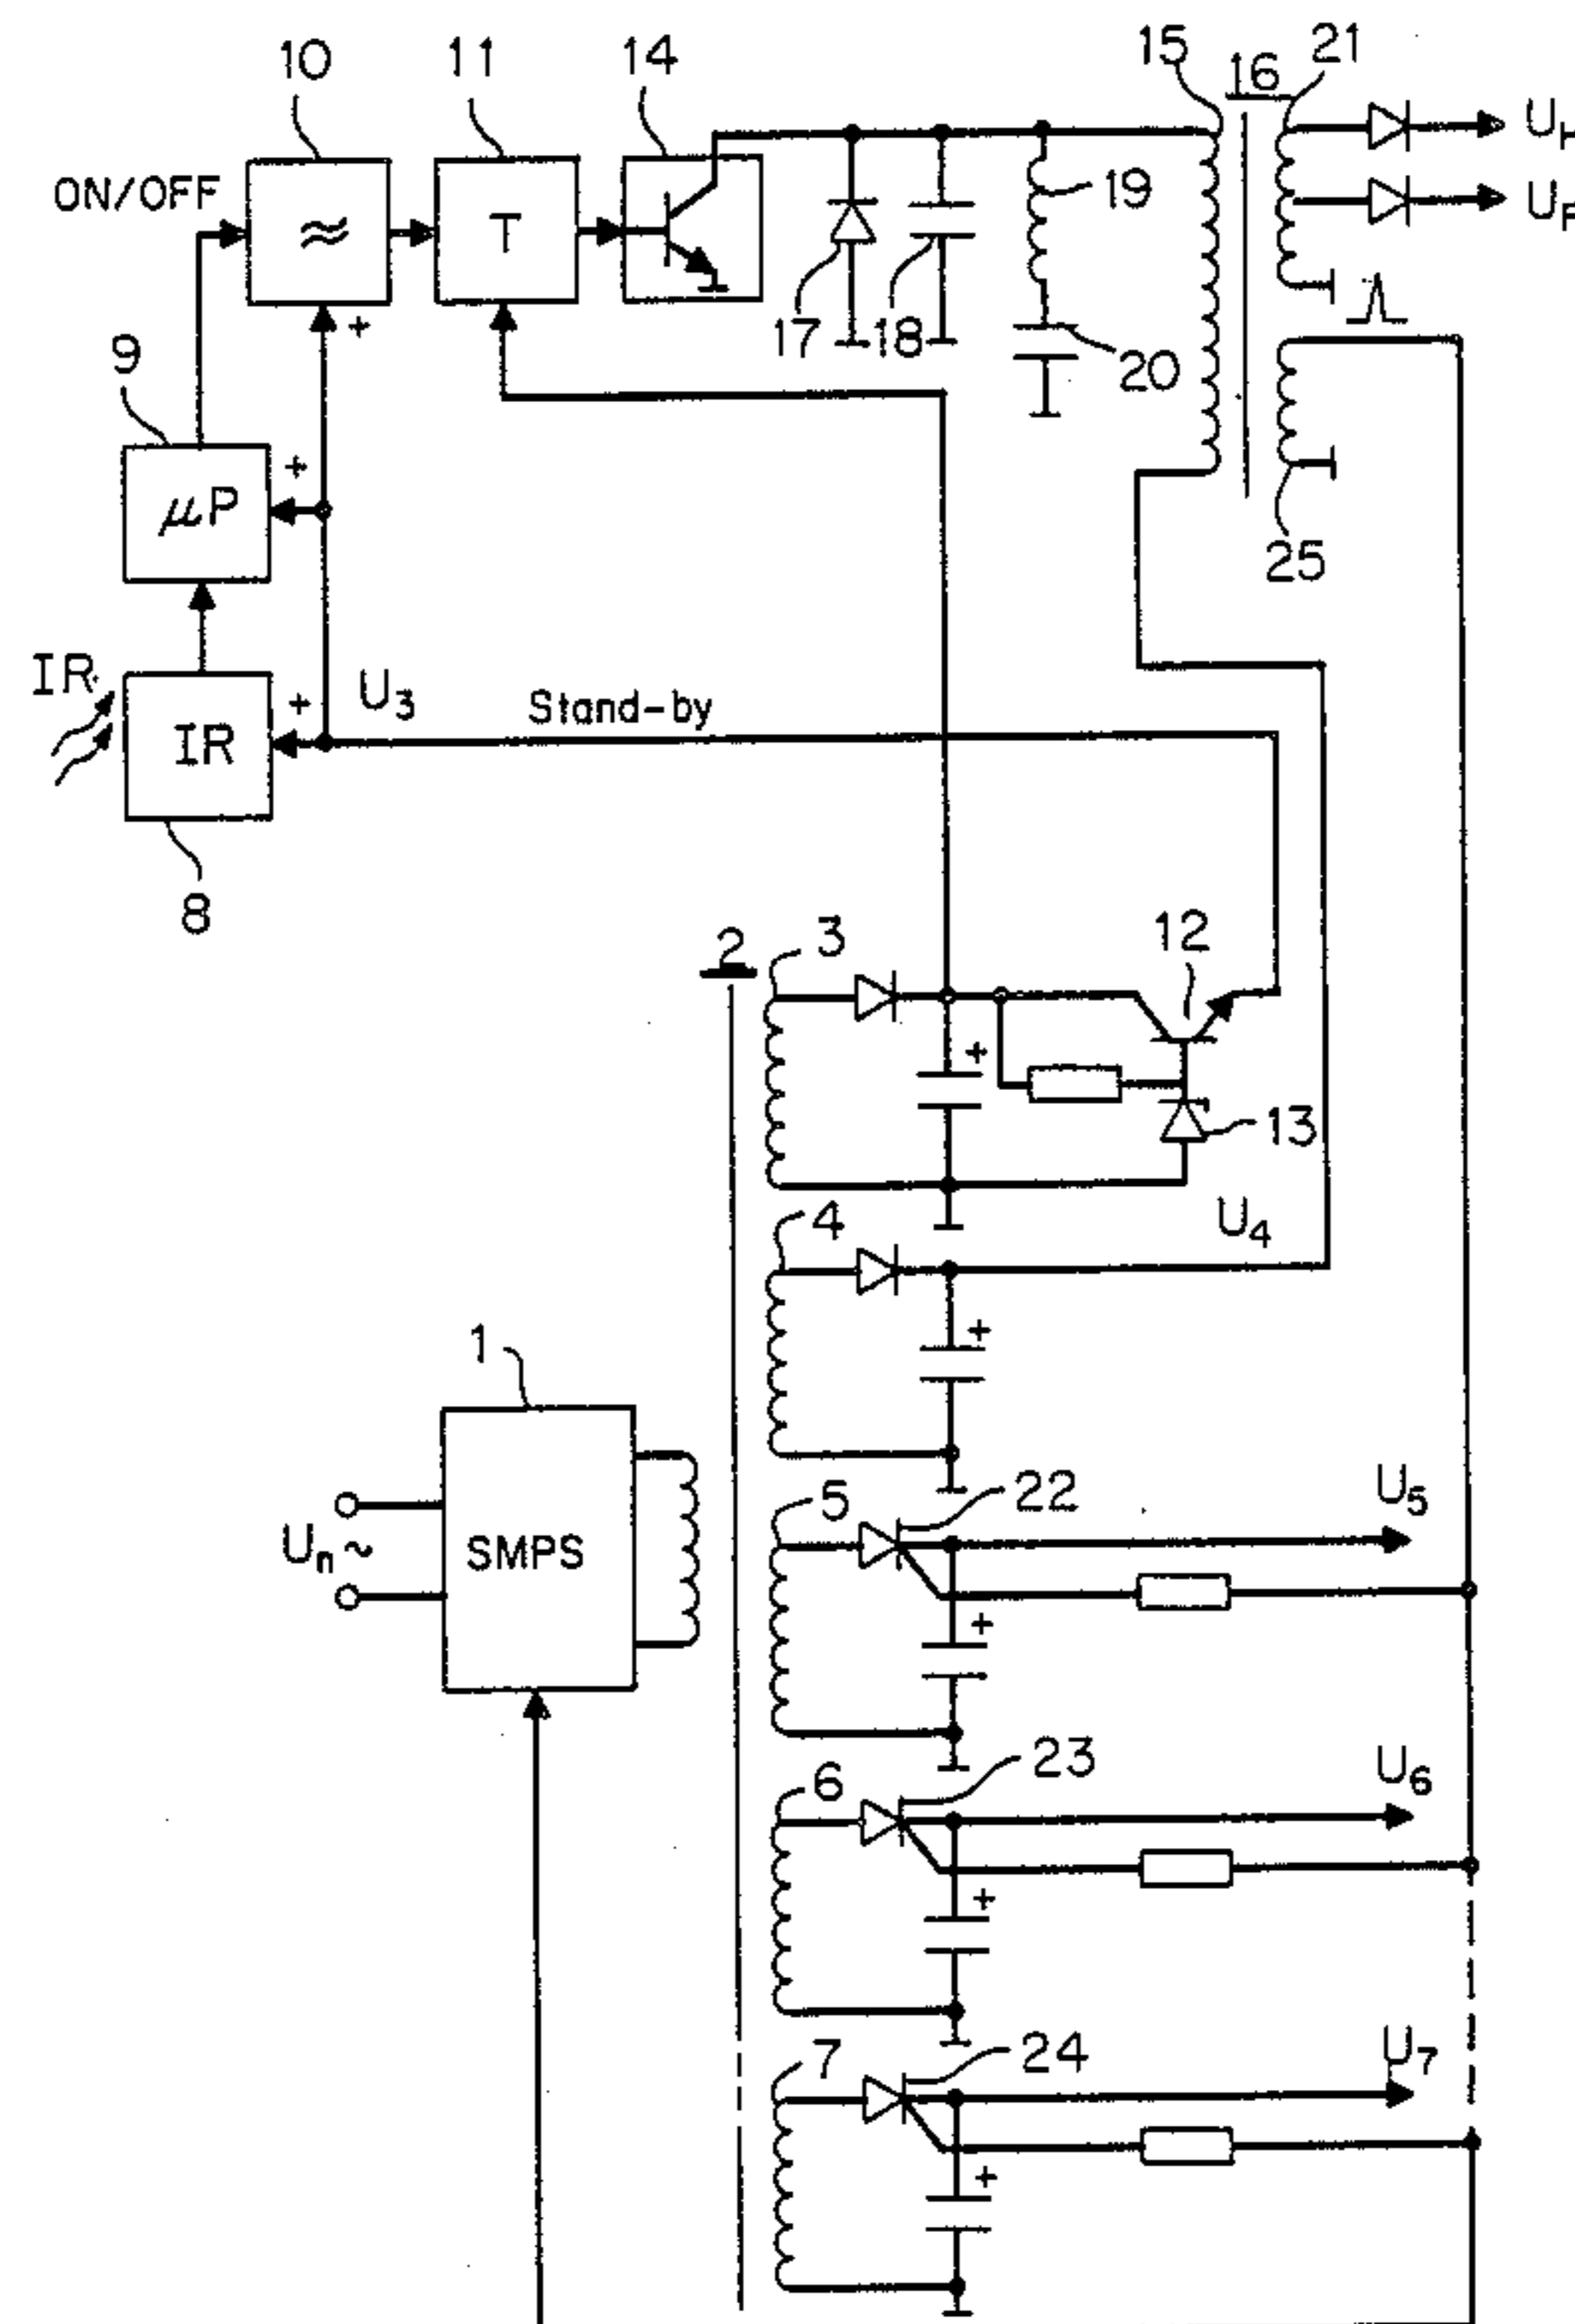 10 11 14 15 16 21
U
ON/OFF ≈ T 19
U
17 18 20
+
9
+
μP
25
IR + U3 Stand-by
IR
8
2 3 12
+
13
4 U4
1 +
5 22 U5
Un ~ SMPS
+
23
6 U6
+
24
7 U7
+